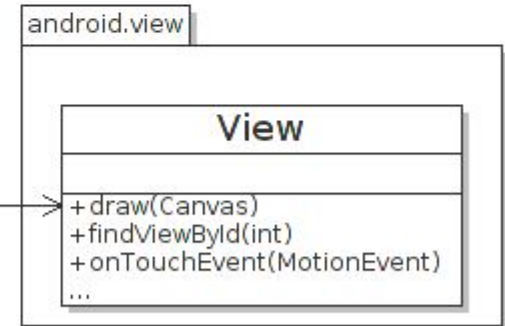 android.view
View
+draw(Canvas)
+findViewById(int)
+onTouchEvent(MotionEvent)
...